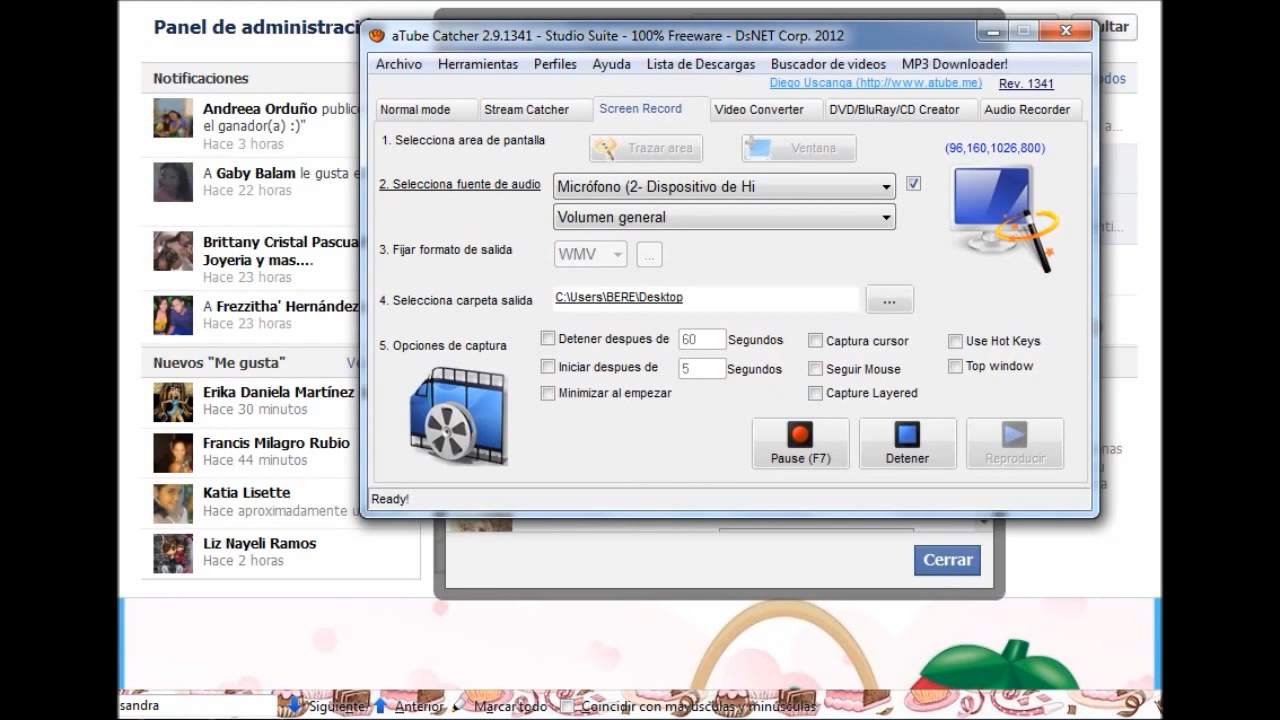 Panel de administraci
ltar
aTube Catcher 2.9.1341 - Studio Suite - 100% Freeware - DsNET Corp. 2012
Archivo Herramientas Perfiles Ayuda Lista de Descargas Buscador de videos MP3 Downloader!
Diego Uscanga (http://www.atube.me) Rev. 1341
Normal mode Stream Catcher Screen Record Video Converter DVD/BluRay/CD Creator Audio Recorder
1. Selecciona area de pantalla Trazar area Ventana (96,160,1026,800)
2. Selecciona fuente de audio Micrófono (2- Dispositivo de Hi
Volumen general
3. Fijar formato de salida WMV ...
4. Selecciona carpeta salida C:\Users\BERE\Desktop ...
5. Opciones de captura
Detener despues de 60 Segundos Captura cursor Use Hot Keys
Iniciar despues de 5 Segundos Seguir Mouse Top window
Minimizar al empezar Capture Layered
Pause (F7) Detener Reproducir
Ready!
Notificaciones
Andreea Orduño public
el ganador(a) :)"
Hace 3 horas
A Gaby Balam le gusta e
Hace 22 horas
Brittany Cristal Pascua
Joyeria y mas....
Hace 23 horas
A Frezzitha' Hernández
Hace 23 horas
Nuevos "Me gusta" Ve
Erika Daniela Martínez
Hace 30 minutos
Francis Milagro Rubio
Hace 44 minutos
Katia Lisette
Hace aproximadamente u
Liz Nayeli Ramos
Hace 2 horas
dos
a...
nti...
nas
Cerrar
sandra Siguiente Anterior Marcar todo Coincidir con mayúsculas y minúsculas